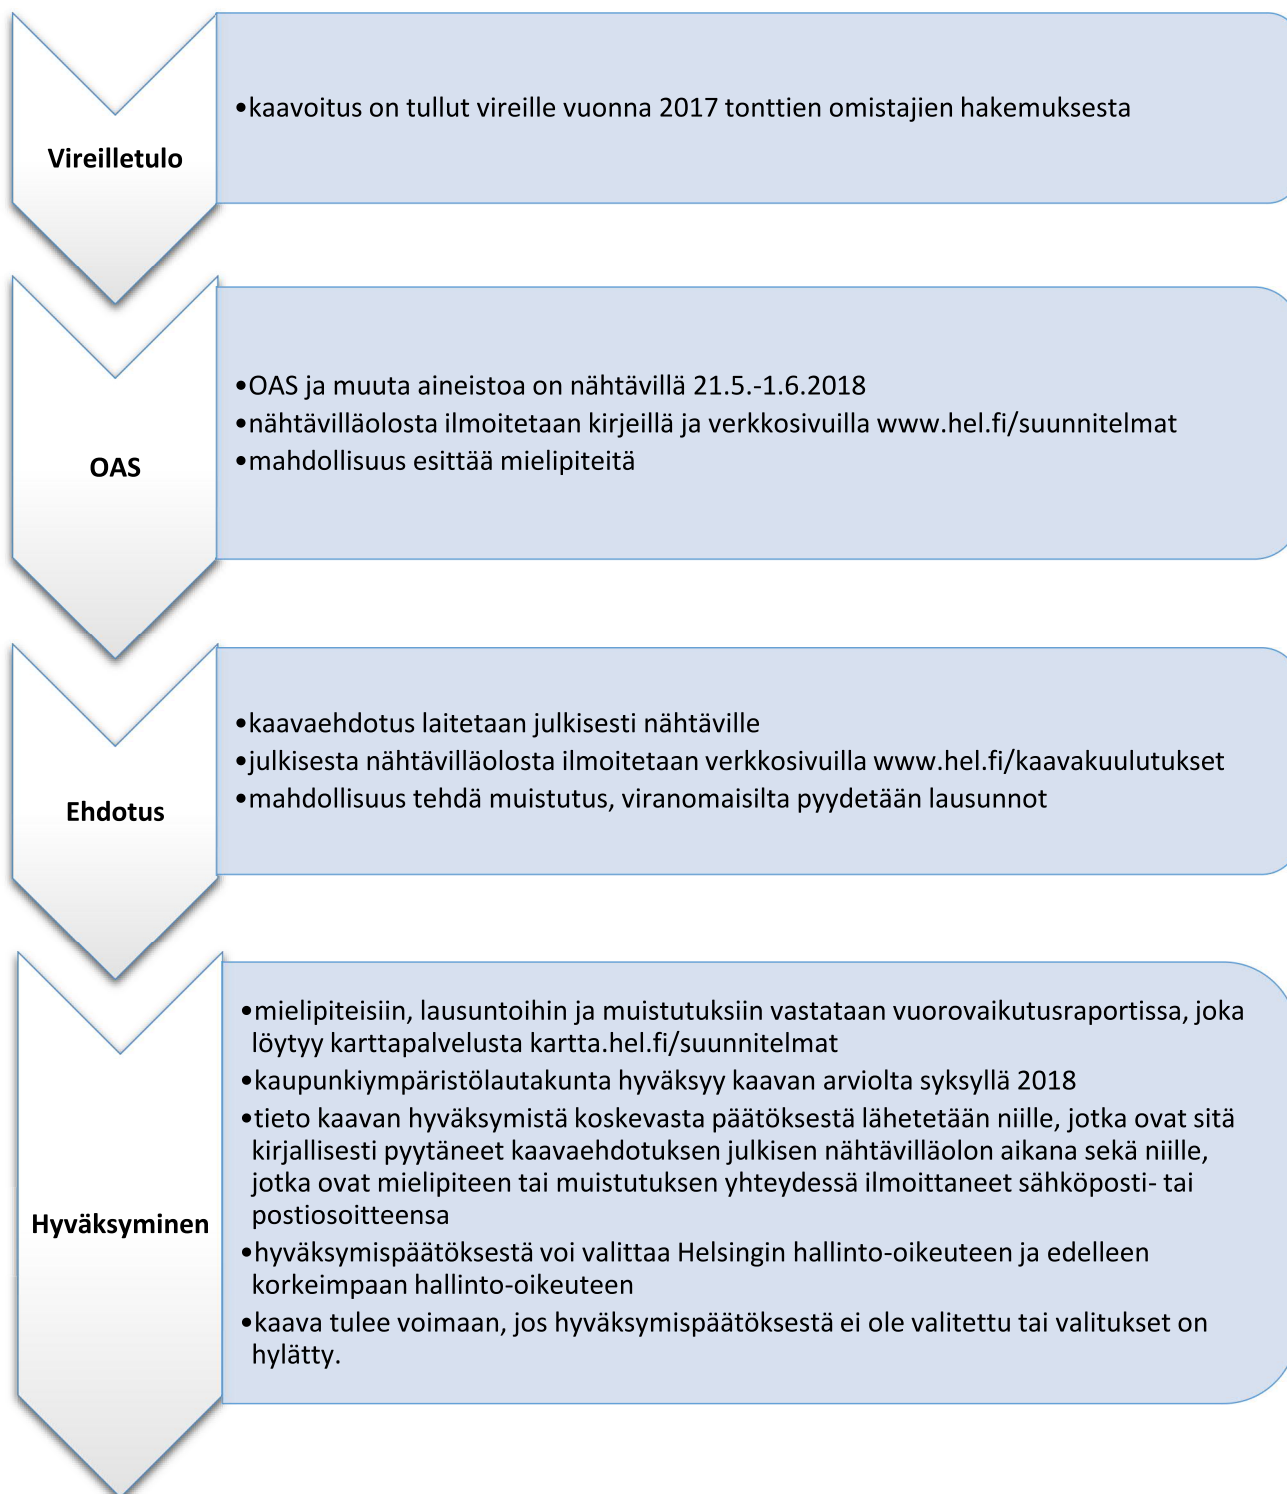 Vireilletulo
•kaavoitus on tullut vireille vuonna 2017 tonttien omistajien hakemuksesta
OAS
•OAS ja muuta aineistoa on nähtävillä 21.5.-1.6.2018
•nähtävilläolosta ilmoitetaan kirjeillä ja verkkosivuilla www.hel.fi/suunnitelmat
•mahdollisuus esittää mielipiteitä
Ehdotus
•kaavaehdotus laitetaan julkisesti nähtäville
•julkisesta nähtävilläolosta ilmoitetaan verkkosivuilla www.hel.fi/kaavakuulutukset
•mahdollisuus tehdä muistutus, viranomaisilta pyydetään lausunnot
Hyväksyminen
•mielipiteisiin, lausuntoihin ja muistutuksiin vastataan vuorovaikutusraportissa, joka
löytyy karttapalvelusta kartta.hel.fi/suunnitelmat
•kaupunkiympäristölautakunta hyväksyy kaavan arviolta syksyllä 2018
•tieto kaavan hyväksymistä koskevasta päätöksestä lähetetään niille, jotka ovat sitä
kirjallisesti pyytäneet kaavaehdotuksen julkisen nähtävilläolon aikana sekä niille,
jotka ovat mielipiteen tai muistutuksen yhteydessä ilmoittaneet sähköposti- tai
postiosoitteensa
•hyväksymispäätöksestä voi valittaa Helsingin hallinto-oikeuteen ja edelleen
korkeimpaan hallinto-oikeuteen
•kaava tulee voimaan, jos hyväksymispäätöksestä ei ole valitettu tai valitukset on
hylätty.